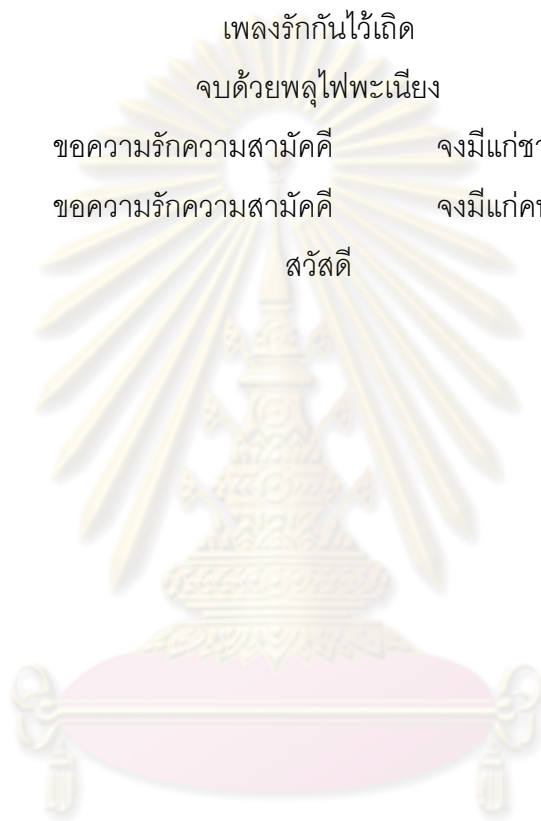 เพลงรักกันไว้เถิด
จบด้วยพลุไฟพะเนียง
ขอความรักความสามัคคี จงมีแก่
ขอความรักความสามัคคี จงมีแก่
สวัสดี